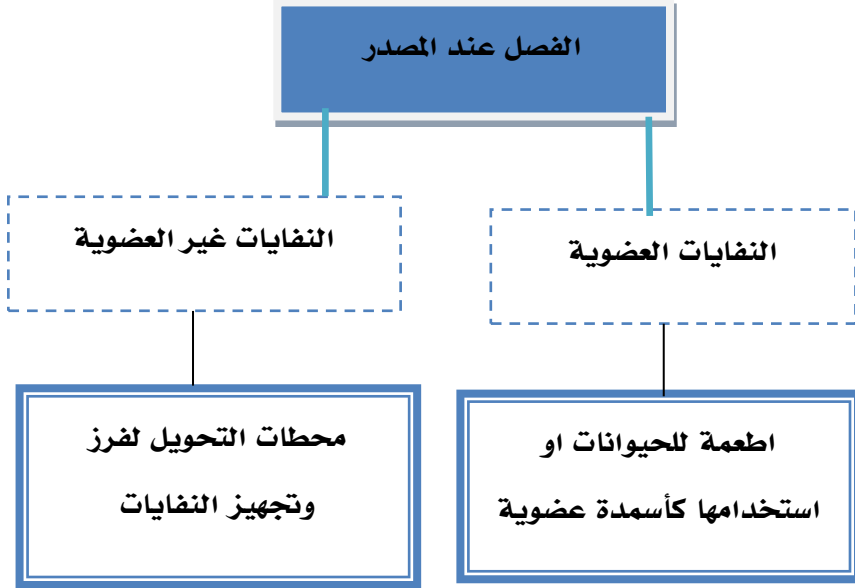 الفصل عند المصدر
النفايات العضوية
النفايات غير العضوية
اطعمة للحيوانات او
استخدامها كأسمدة عضوية
محطات التحويل لفرز
وتجهيز النفايات